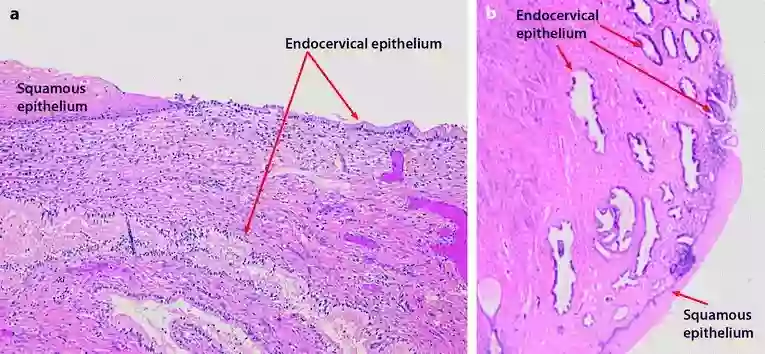 a
Endocervical epithelium
Squamous
epithelium
b
Endocervical
epithelium
Squamous
epithelium